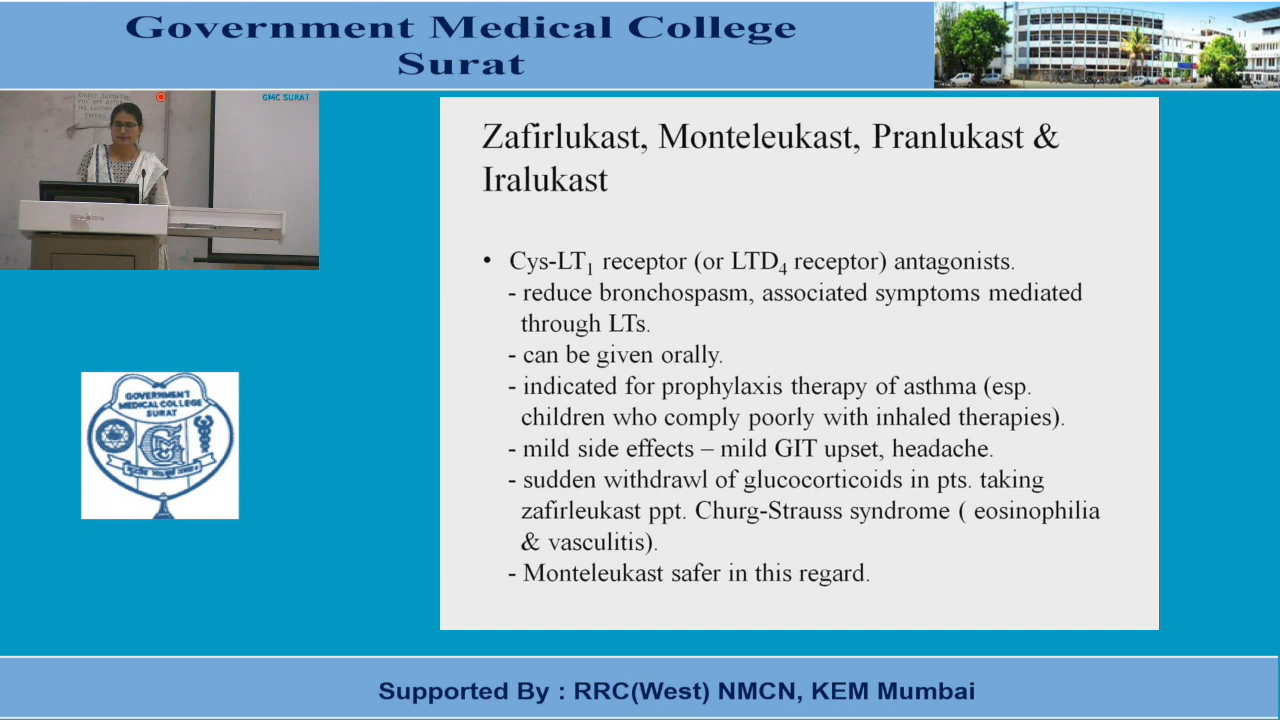 Government Medical College
Surat
GMC SURAT
Zafirlukast, Monteleukast, Pranlukast &
Iralukast
• Cys-LT1 receptor (or LTD4 receptor) antagonists.
- reduce bronchospasm, associated symptoms mediated
through LTs.
- can be given orally.
- indicated for prophylaxis therapy of asthma (esp.
children who comply poorly with inhaled therapies).
- mild side effects – mild GIT upset, headache.
- sudden withdrawl of glucocorticoids in pts. taking
zafirleukast ppt. Churg-Strauss syndrome ( eosinophilia
& vasculitis).
- Monteleukast safer in this regard.
GOVERNMENT
MEDICAL COLLEGE
SURAT
Supported By : RRC(West) NMCN, KEM Mumbai